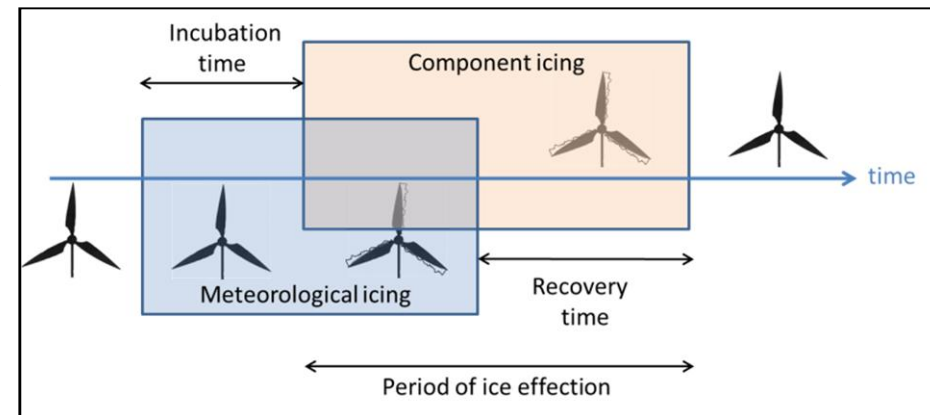 Incubation
time
Component icing
time
Meteorological icing
Recovery
time
Period of ice effection